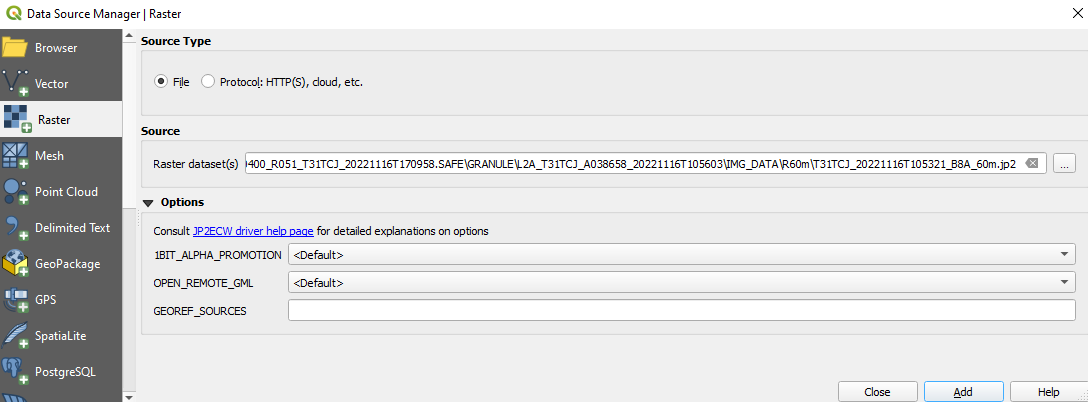 Data Source Manager | Raster
Browser
Vector
Raster
Mesh
Point Cloud
Delimited Text
GeoPackage
GPS
SpatiaLite
PostgreSQL
Source Type
File
Protocol: HTTP(S), cloud, etc.
Source
Raster dataset(s) 0400_R051_T31TCJ_20221116T170958.SAFE\GRANULE\L2A_T31TCJ_A038658_20221116T105603\IMG_DATA\R60m\T31TCJ_20221116T105321_B8A_60m.jp2 ...
Options
Consult JP2ECW driver help page for detailed explanations on options
1BIT_ALPHA_PROMOTION <Default>
OPEN_REMOTE_GML <Default>
GEOREF_SOURCES
Close Add Help